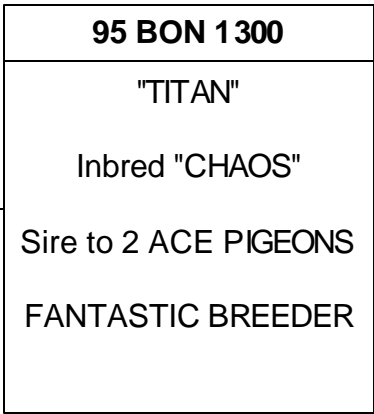 95 BON 1300
"TITAN"
Inbred "CHAOS"
Sire to 2 ACE PIGEONS
FANTASTIC BREEDER